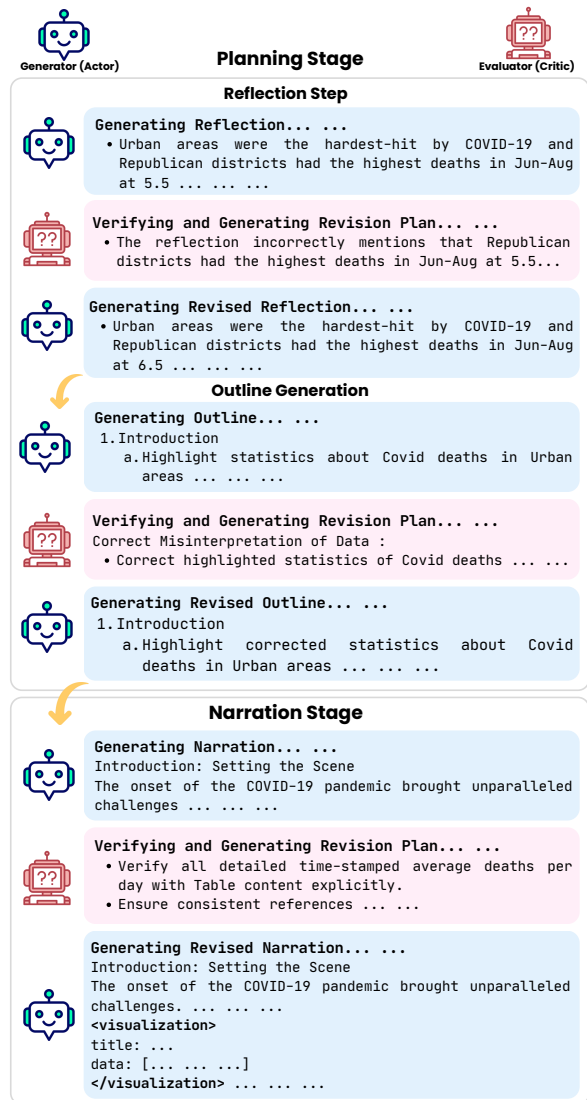 ??
Generator (Actor)
Planning Stage
Evaluator (Critic)
Reflection Step
Generating Reflection... ...
• Urban areas were the hardest-hit by COVID-19 and
Republican districts had the highest deaths in Jun-Aug
at 5.5 ... ... ...
??
Verifying and Generating Revision Plan... ...
• The reflection incorrectly mentions that Republican
districts had the highest deaths in Jun-Aug at 5.5...
Generating Revised Reflection... ...
• Urban areas were the hardest-hit by COVID-19 and
Republican districts had the highest deaths in Jun-Aug
at 6.5 ... ... ...
Outline Generation
Generating Outline... ...
1. Introduction
a. Highlight statistics about Covid deaths in Urban
areas ... ... ...
??
Verifying and Generating Revision Plan... ...
Correct Misinterpretation of Data :
• Correct highlighted statistics of Covid deaths ... ...
Generating Revised Outline... ...
1. Introduction
a. Highlight corrected statistics about Covid
deaths in Urban areas ... ... ...
Narration Stage
Generating Narration... ...
Introduction: Setting the Scene
The onset of the COVID-19 pandemic brought unparalleled
challenges ... ... ...
??
Verifying and Generating Revision Plan... ...
• Verify all detailed time-stamped average deaths per
day with Table content explicitly.
• Ensure consistent references ... ...
Generating Revised Narration... ...
Introduction: Setting the Scene
The onset of the COVID-19 pandemic brought unparalleled
challenges. ... ... ...
<visualization>
title: ...
data: [... ... ...]
</visualization> ... ... ...